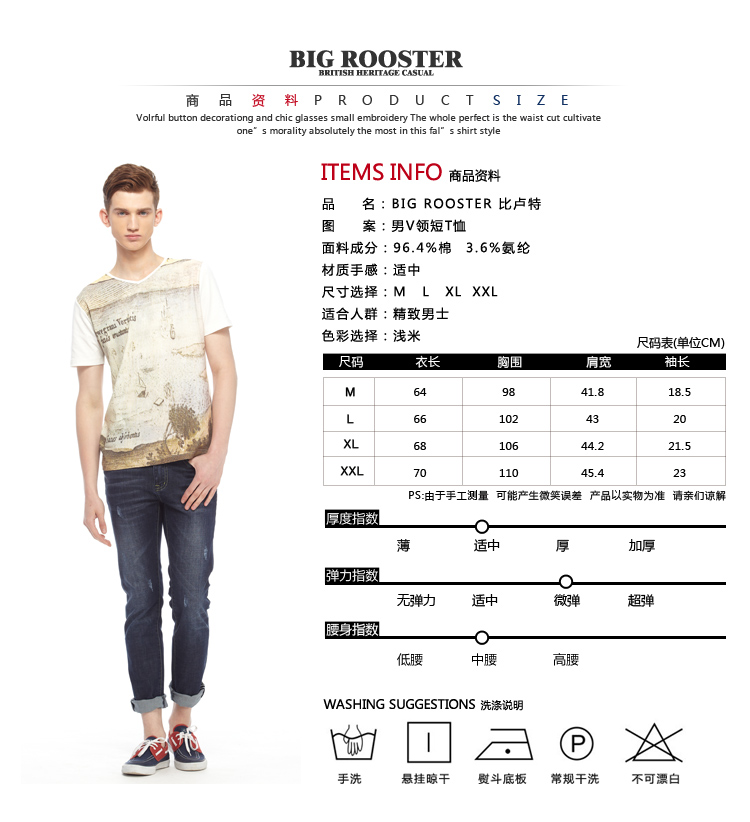 BIG ROOSTER
BRITISH HERITAGE CASUAL
商品资料PRODUCT SIZE
Volrful button decorationg and chic glasses small embroidery The whole perfect is the waist cut cultivate
one”s morality absolutely the most in this fal”s shirt style
ITEMS INFO 商品资料
品 名：BIG ROOSTER 比卢特
图 案：男V领短T恤
面料成分：96.4%棉 3.6%氨纶
材质手感：适中
尺寸选择：M L XL XXL
适合人群：精致男士
色彩选择：浅米
尺码表(单位CM)
尺码 衣长 胸围 肩宽 袖长
M 64 98 41.8 18.5
L 66 102 43 20
XL 68 106 44.2 21.5
XXL 70 110 45.4 23
PS:由于手工测量 可能产生微笑误差 产品以实物为准 请亲们谅解
厚度指数
薄 适中 厚 加厚
弹力指数
无弹力 适中 微弹 超弹
腰身指数
低腰 中腰 高腰
WASHING SUGGESTIONS 洗涤说明
P
手洗 悬挂晾干 熨斗底板 常规干洗 不可漂白